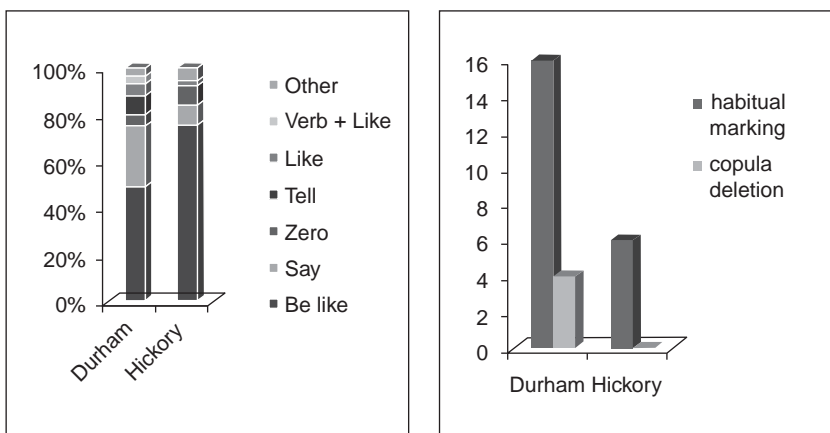 100%
80%
60%
40%
20%
0%
Durham
Hickory
Other
Verb + Like
Like
Tell
Zero
Say
Be like
16
14
12
10
8
6
4
2
0
Durham Hickory
habitual
marking
copula
deletion